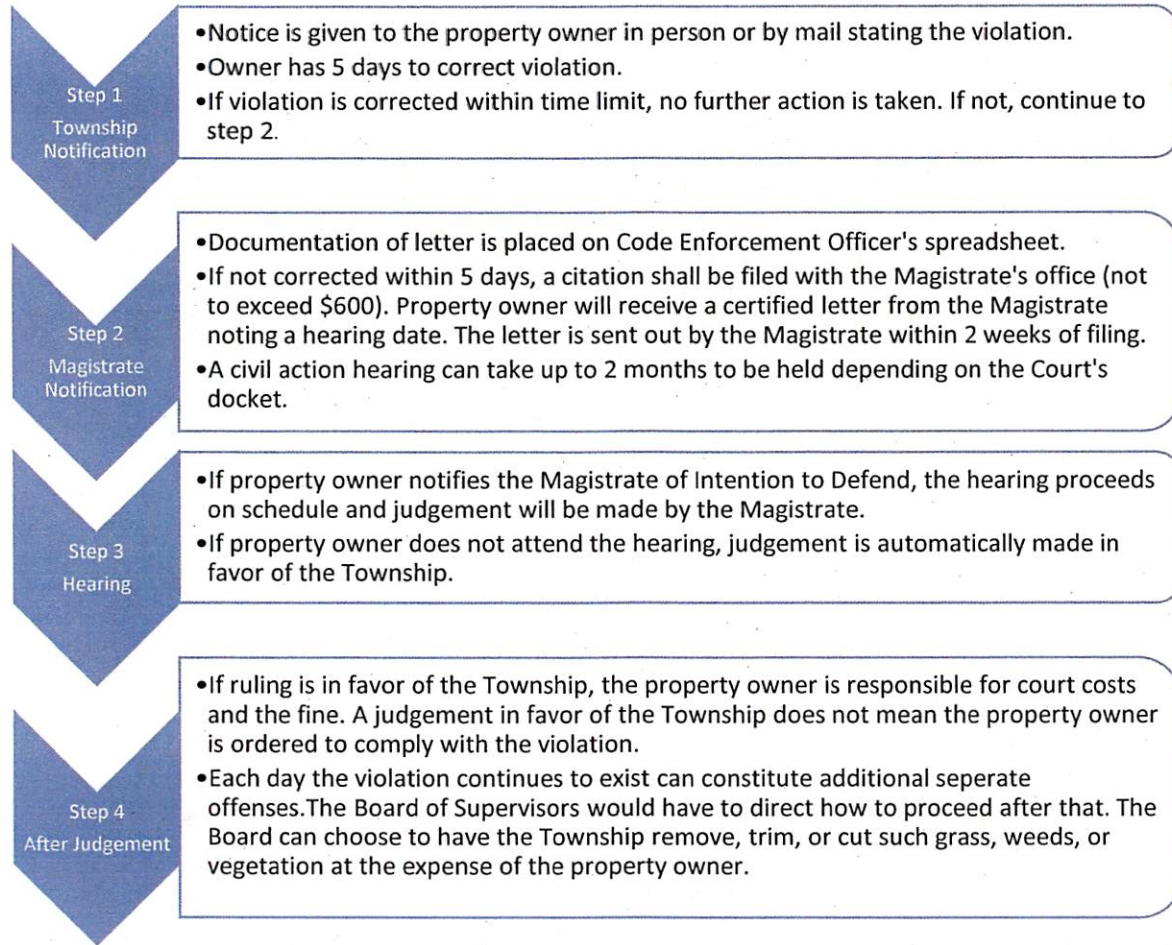 Step 1
Township
Notification
•Notice is given to the property owner in person or by mail stating the violation.
•Owner has 5 days to correct violation.
•If violation is corrected within time limit, no further action is taken. If not, continue to
step 2.
Step 2
Magistrate
Notification
•Documentation of letter is placed on Code Enforcement Officer's spreadsheet.
•If not corrected within 5 days, a citation shall be filed with the Magistrate's office (not
to exceed $600). Property owner will receive a certified letter from the Magistrate
noting a hearing date. The letter is sent out by the Magistrate within 2 weeks of filing.
•A civil action hearing can take up to 2 months to be held depending on the Court's
docket.
Step 3
Hearing
•If property owner notifies the Magistrate of Intention to Defend, the hearing proceeds
on schedule and judgement will be made by the Magistrate.
•If property owner does not attend the hearing, judgement is automatically made in
favor of the Township.
Step 4
After Judgement
•If ruling is in favor of the Township, the property owner is responsible for court costs
and the fine. A judgement in favor of the Township does not mean the property owner
is ordered to comply with the violation.
•Each day the violation continues to exist can constitute additional seperate
offenses.The Board of Supervisors would have to direct how to proceed after that. The
Board can choose to have the Township remove, trim, or cut such grass, weeds, or
vegetation at the expense of the property owner.